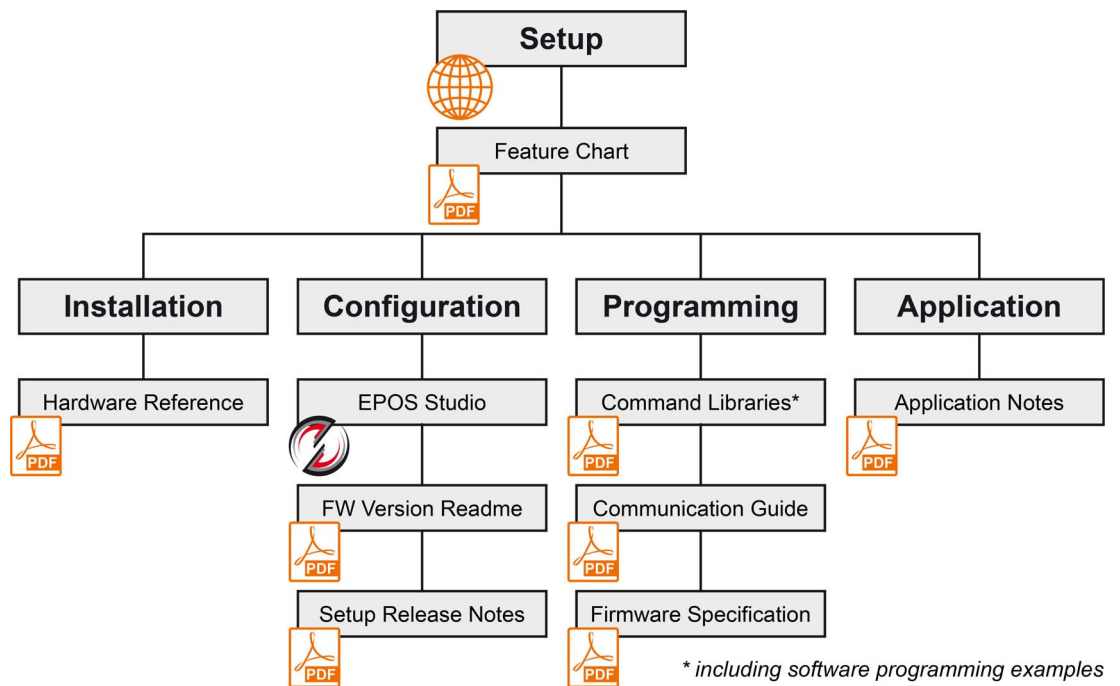 Setup
Feature Chart
PDF
Installation
Configuration
Programming
Application
Hardware Reference
EPOS Studio
Command Libraries*
Application Notes
PDF
PDF
PDF
FW Version Readme
Communication Guide
PDF
PDF
Setup Release Notes
Firmware Specification
PDF
PDF
* including software programming examples